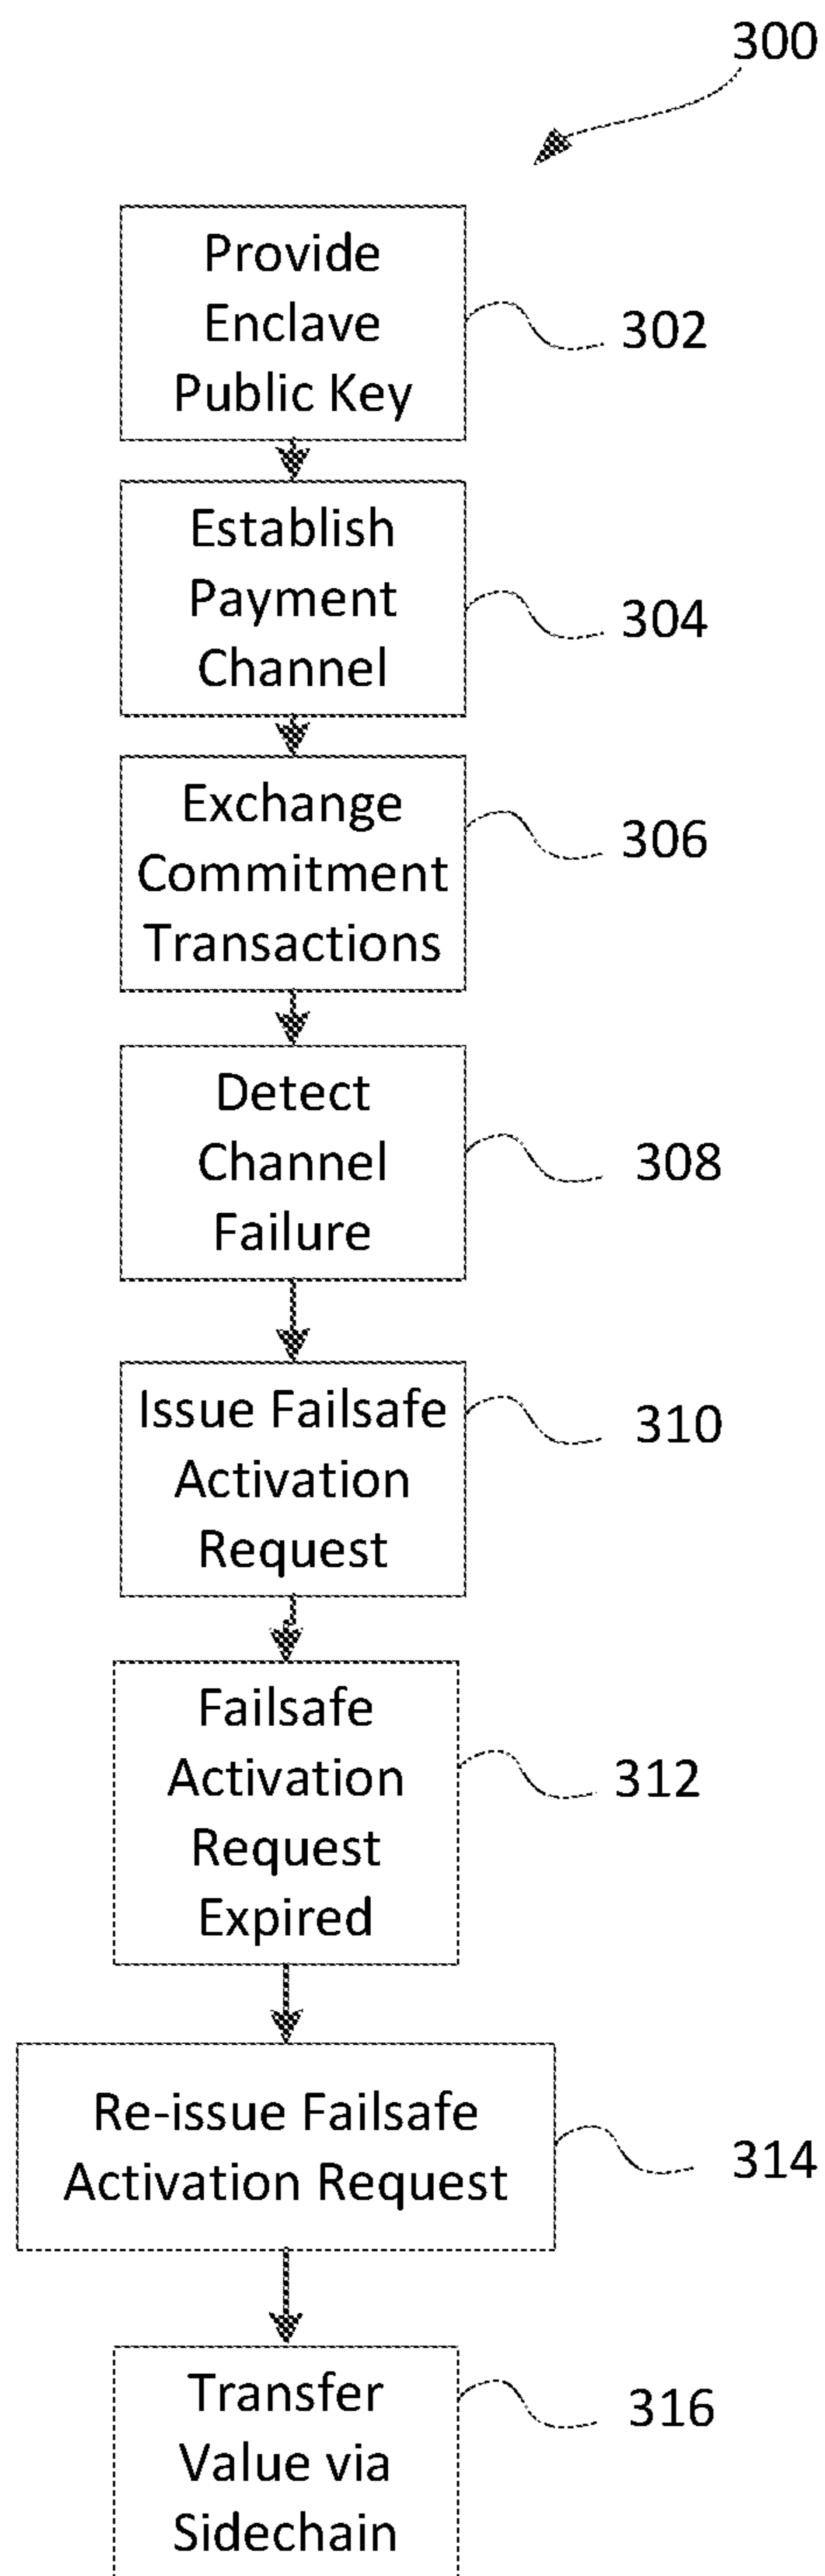 300
Provide
Enclave
Public Key
302
Establish
Payment
Channel
304
Exchange
Commitment
Transactions
306
Detect
Channel
Failure
308
Issue Failsafe
Activation
Request
310
Failsafe
Activation
Request
Expired
312
Re-issue Failsafe
Activation Request
314
Transfer
Value via
Sidechain
316